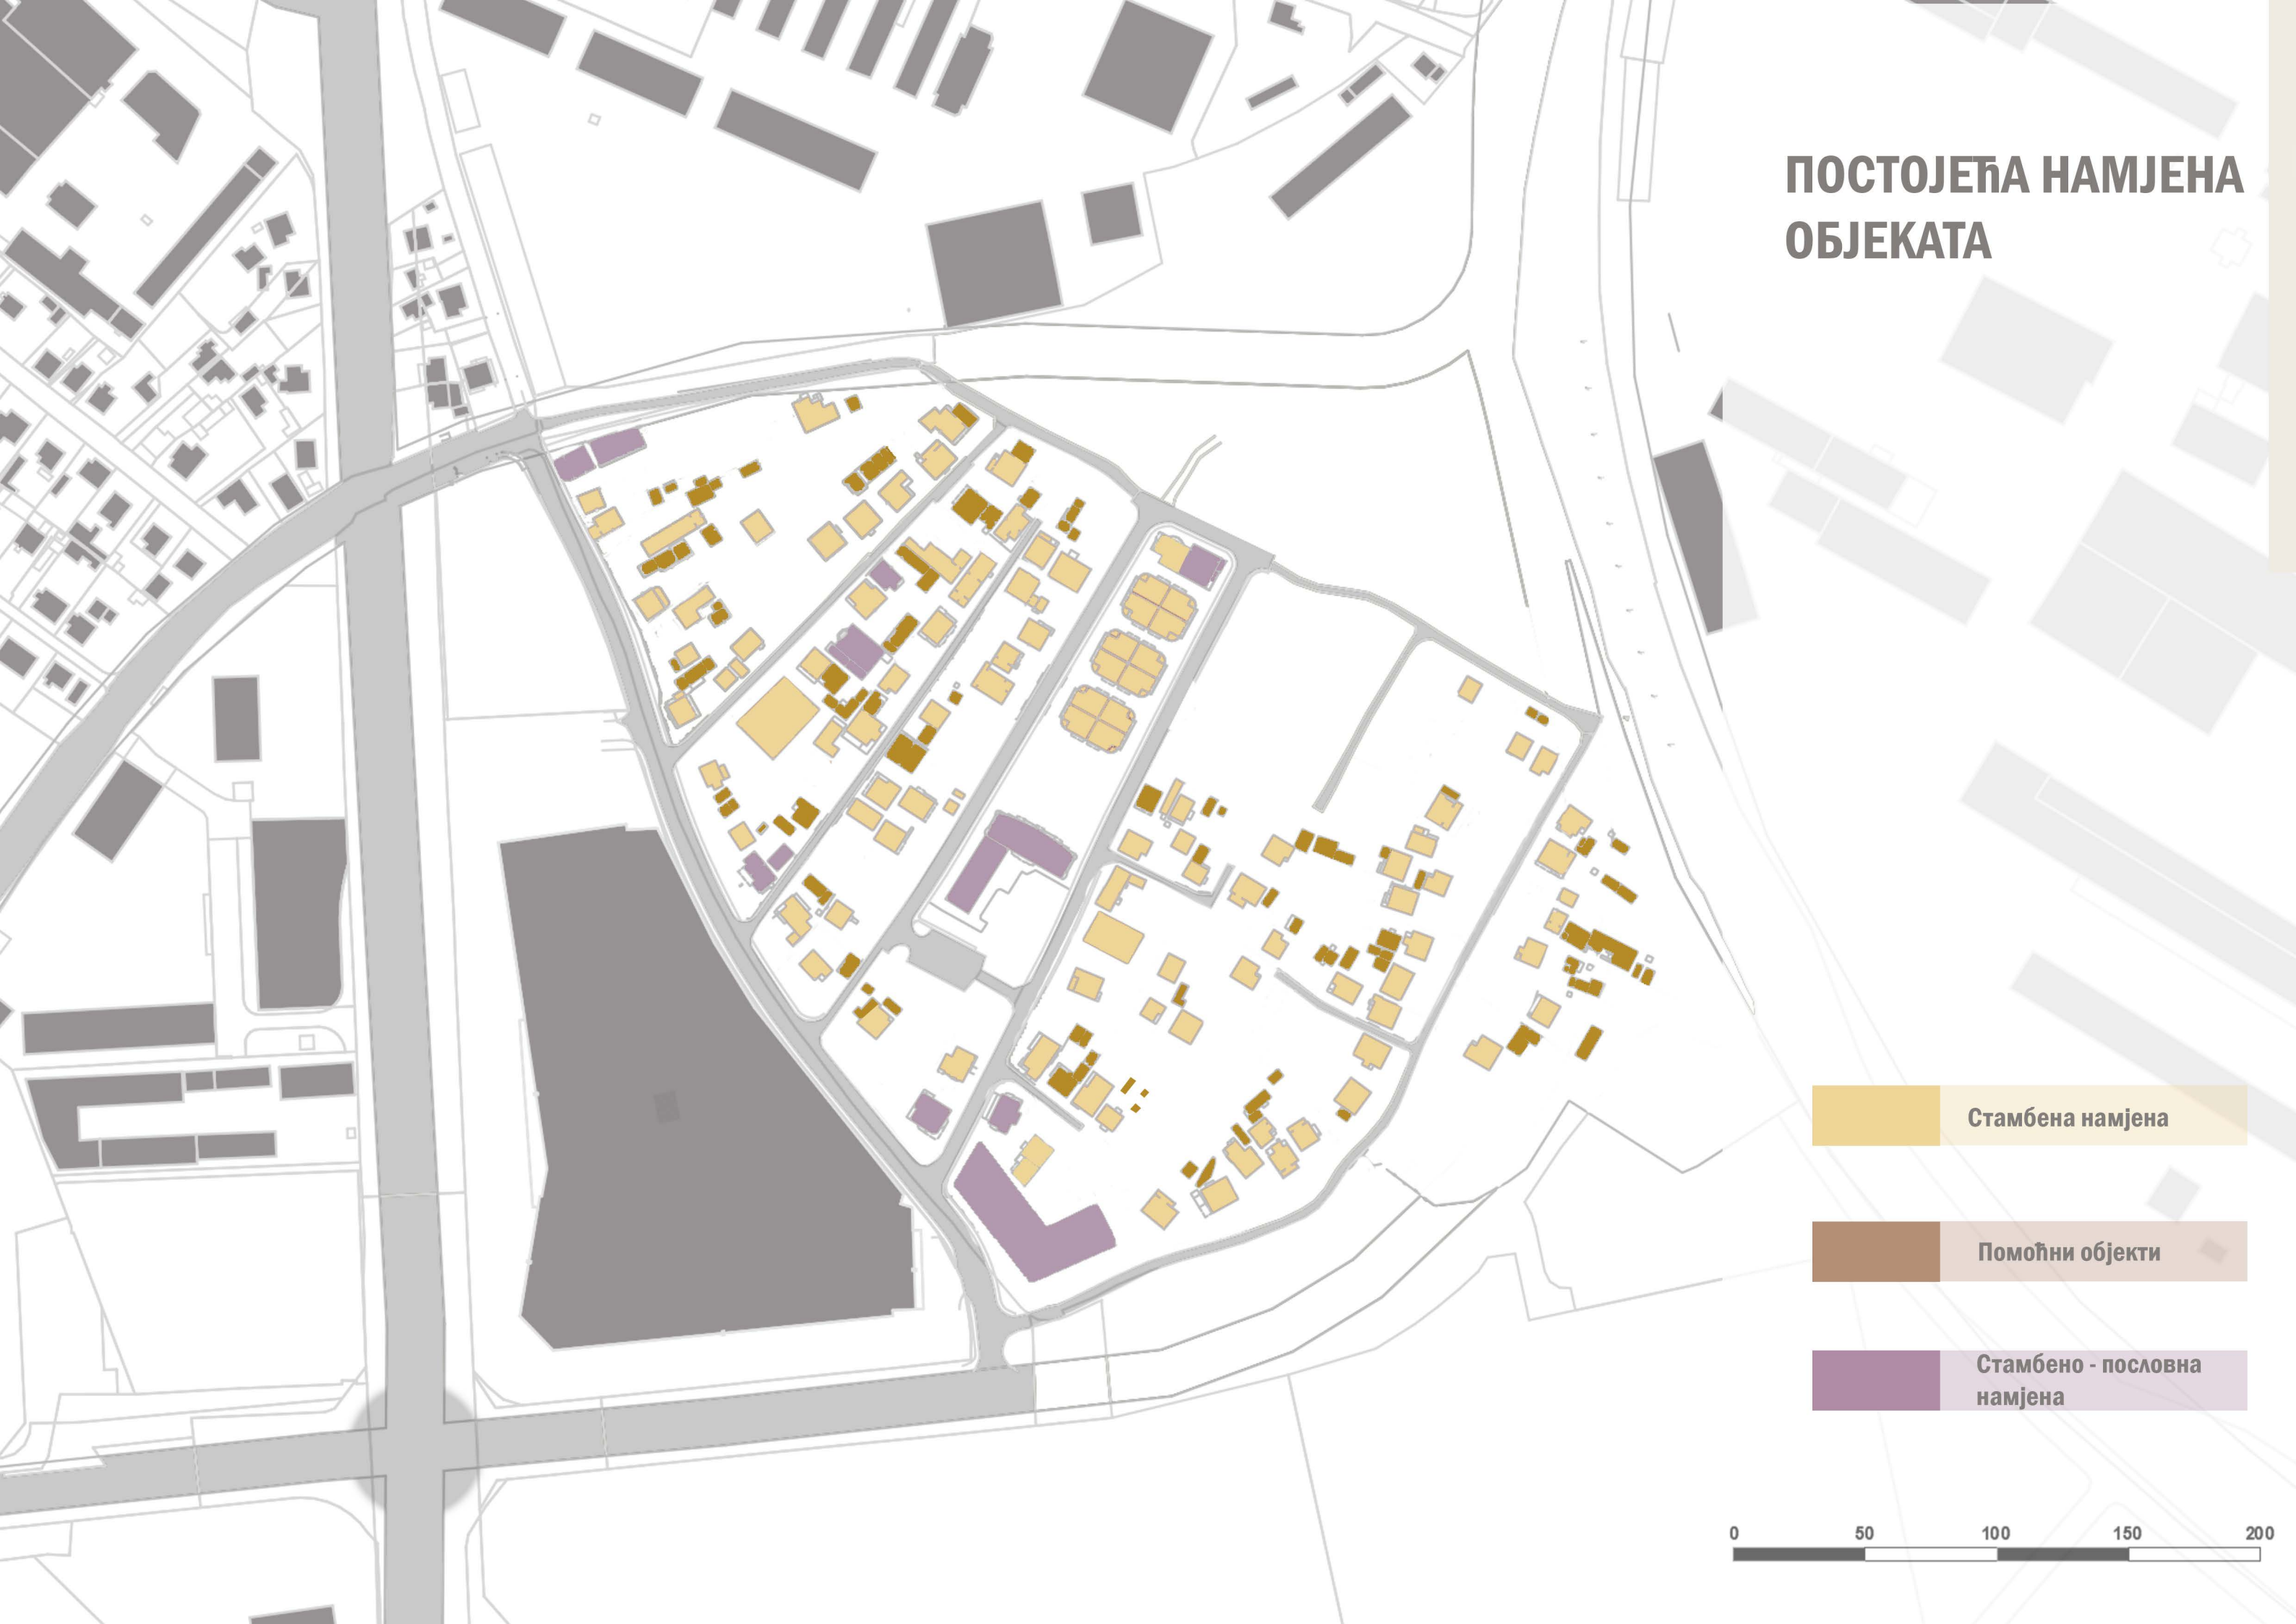 ПОСТОЈЕЋА НАМЈЕНА
ОБЈЕКАТА
Стамбена намјена
Помоћни објекти
Стамбено - пословна
намјена
0 50 100 150 200